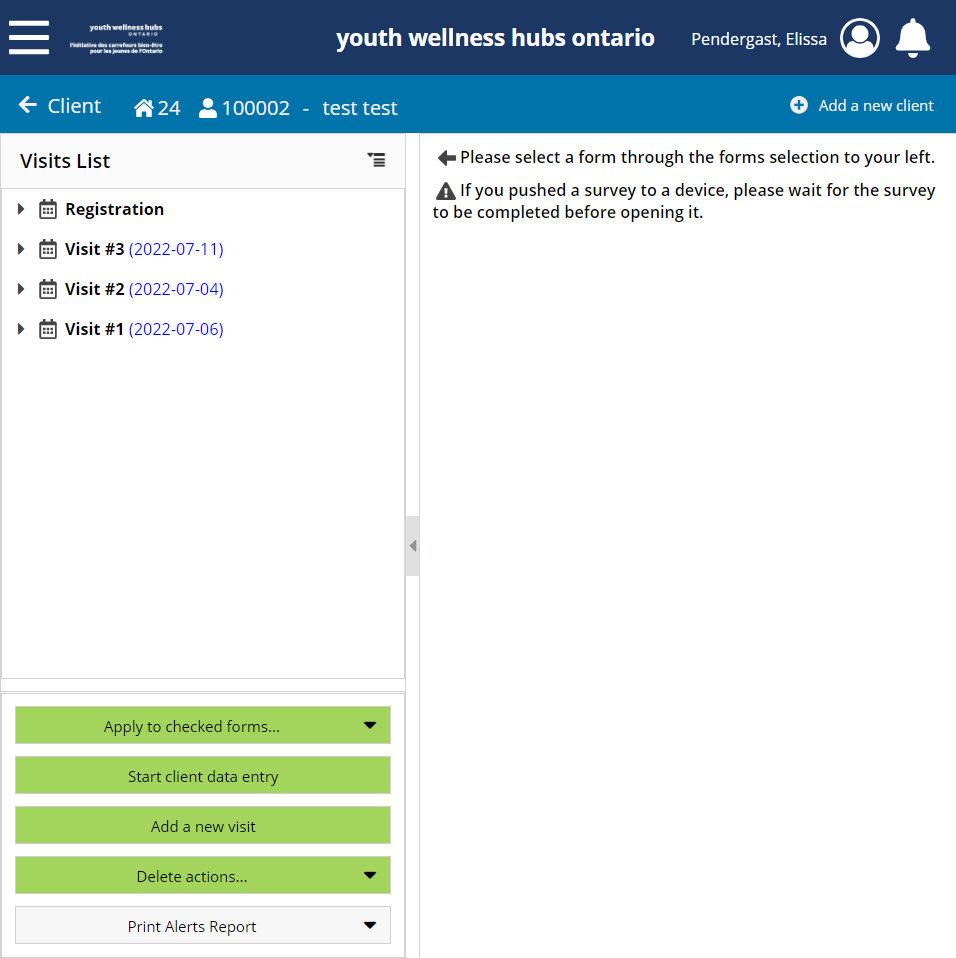 youth wellness hubs
ONTARIO
l'initiative des carrefours bien-être
pour les jeunes de l'Ontario
youth wellness hubs ontario
Pendergast, Elissa
Client
24
100002 - test test
Add a new client
Visits List
Registration
Visit #3 (2022-07-11)
Visit #2 (2022-07-04)
Visit #1 (2022-07-06)
Apply to checked forms...
Start client data entry
Add a new visit
Delete actions...
Print Alerts Report
Please select a form through the forms selection to your left.
If you pushed a survey to a device, please wait for the survey
to be completed before opening it.